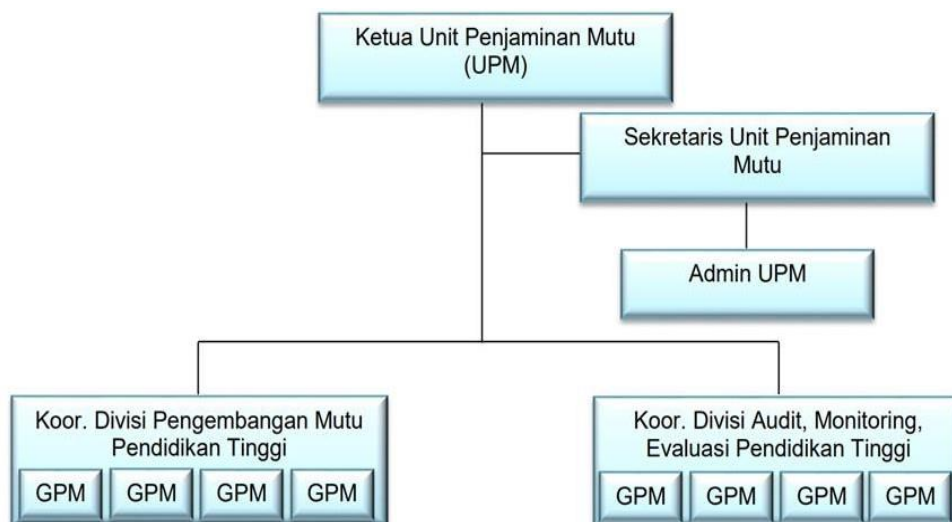 Ketua Unit Penjaminan Mutu
(UPM)
Sekretaris Unit Penjaminan
Mutu
Admin UPM
Koor. Divisi Pengembangan Mutu
Pendidikan Tinggi
GPM GPM GPM GPM
Koor. Divisi Audit, Monitoring,
Evaluasi Pendidikan Tinggi
GPM GPM GPM GPM